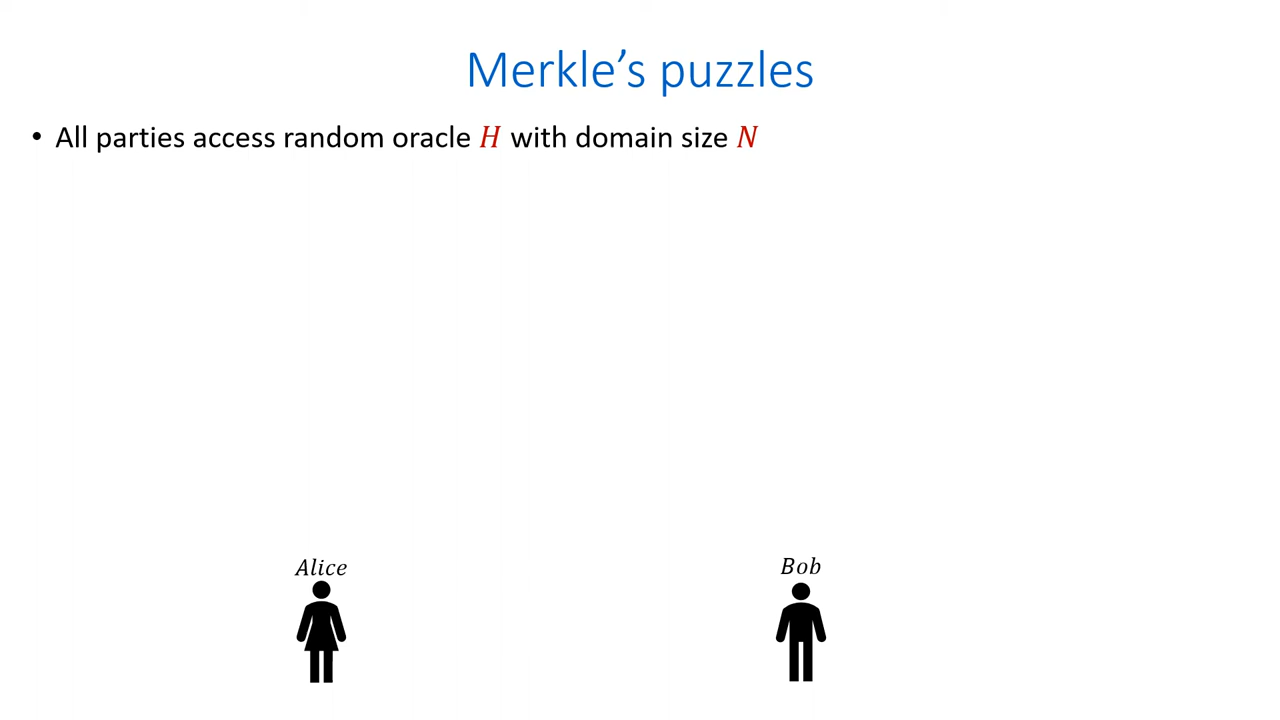 Merkle’s puzzles
• All parties access random oracle H with domain size N
Alice
Bob